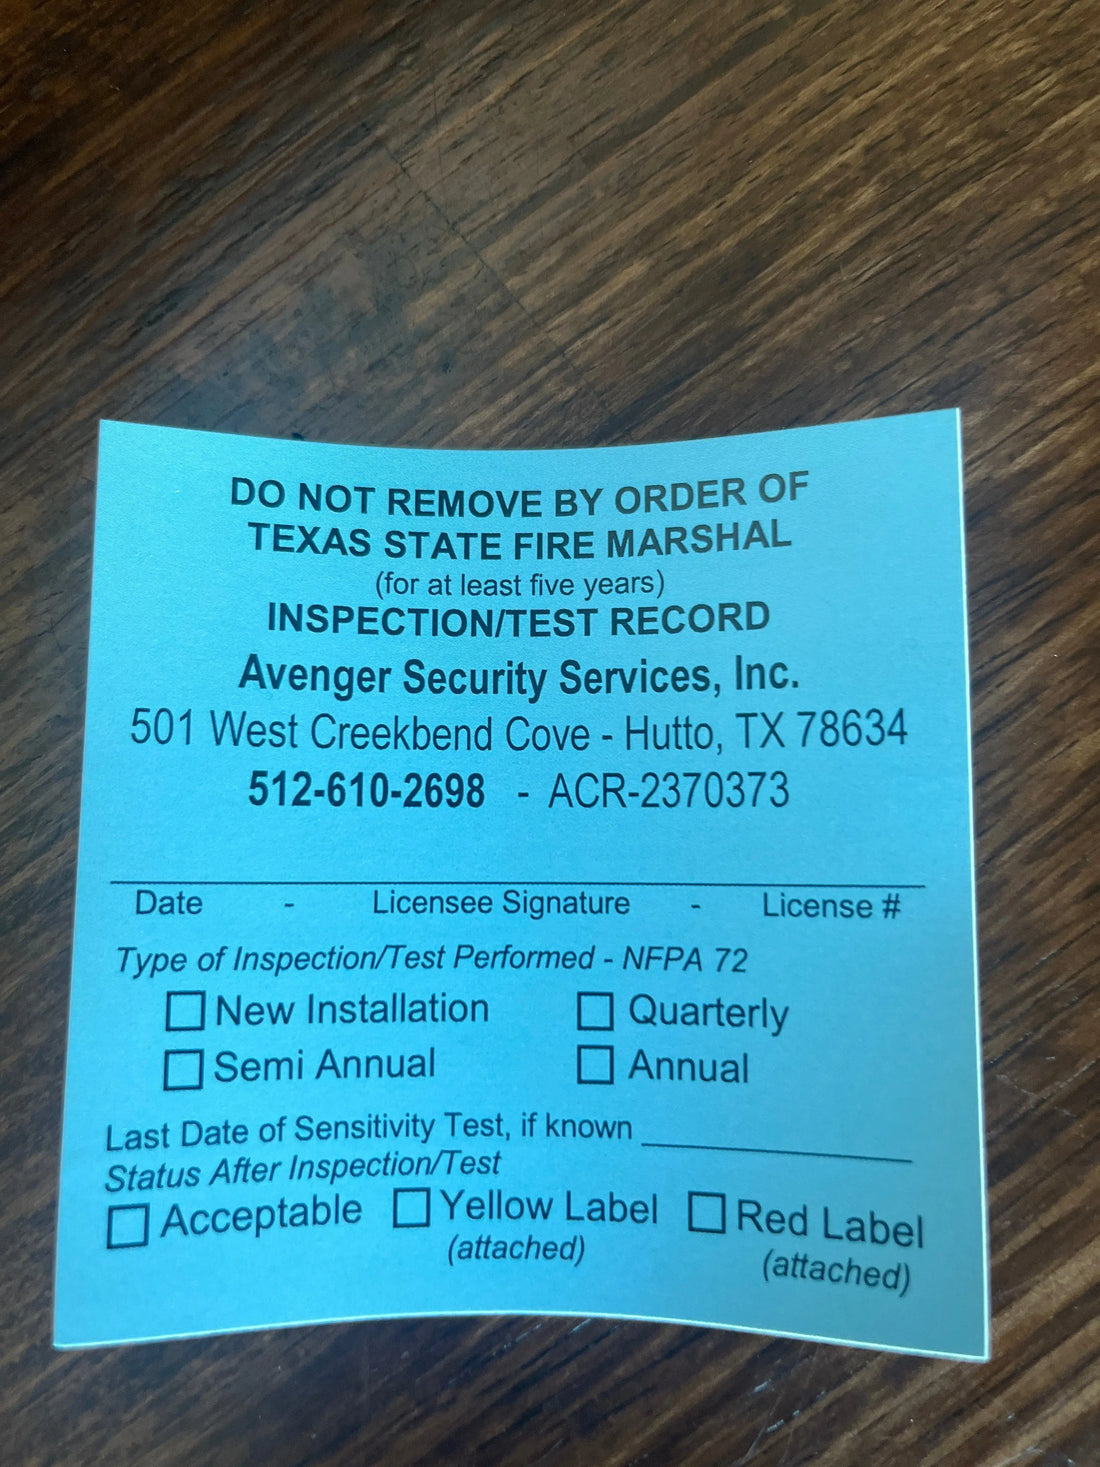 DO NOT REMOVE BY ORDER OF
TEXAS STATE FIRE MARSHAL
(for at least five years)
INSPECTION/TEST RECORD
Avenger Security Services, Inc.
501 West Creekbend Cove - Hutto, TX 78634
512-610-2698 - ACR-2370373
Date - Licensee Signature - License #
Type of Inspection/Test Performed - NFPA 72
New Installation Quarterly
Semi Annual Annual
Last Date of Sensitivity Test, if known
Status After Inspection/Test
Acceptable Yellow Label Red Label
(attached) (attached)